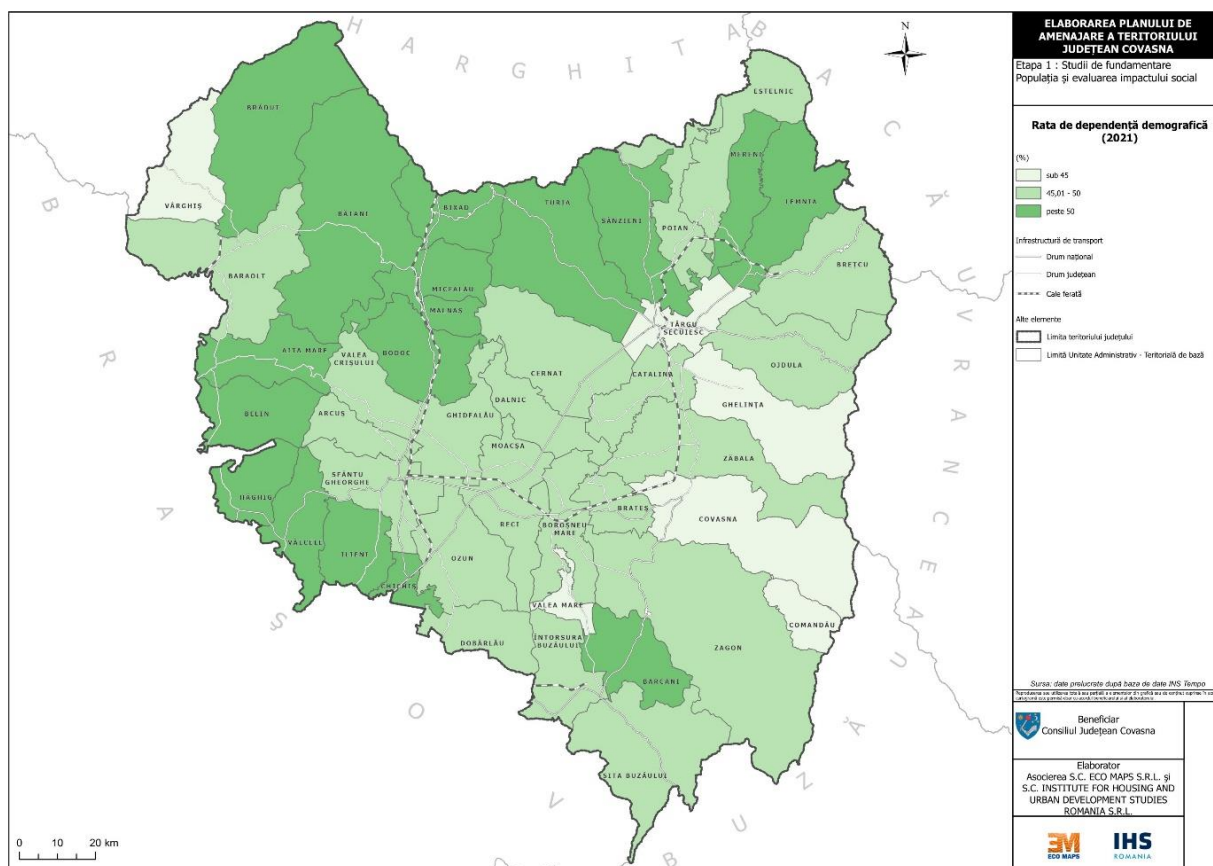 HARGHITA
BACĂU
VRANCEA
BUZĂU
BRAȘOV
N
BRĂDUȚ
VÂRGHIȘ
BARAOLT
BĂȚANI
BIXAD
TURIA
SÂNZIENI
POIAN
MERENI
LEMNIA
ESTELNIC
BREȚCU
MICFALĂU
MALNAȘ
TÂRGU
SECUIESC
OJDULA
AITA MARE
VALEA
CRIȘULUI
BODOC
CERNAT
CATALINA
GHELINȚA
DALNIC
BELIN
ARCUȘ
GHIDFALĂU
MOACȘA
ZĂBALA
SFÂNTU
GHEORGHE
HĂGHIG
RECI
BOROȘNEU
MARE
BRATEȘ
COVASNA
VÂLCELE
ILIENI
OZUN
CHICHIȘ
VALEA MARE
COMANDĂU
DOBÂRLĂU
ÎNTORSURA
BUZĂULUI
BARCANI
ZAGON
SITA BUZĂULUI
0 10 20 km
ELABORAREA PLANULUI DE
AMENAJARE A TERITORIULUI
JUDEȚEAN COVASNA
Etapa 1 : Studii de fundamentare
Populația și evaluarea impactului social
Rata de dependență demografică
(2021)
(%)
sub 45
45,01 - 50
peste 50
Infrastructură de transport
Drum național
Drum județean
Cale ferată
Alte elemente
Limita teritoriului județului
Limită Unitate Administrativ - Teritorială de bază
Sursa: date prelucrate după baza de date INS Tempo
Beneficiar
Consiliul Județean Covasna
Elaborator
Asocierea S.C. ECO MAPS S.R.L. și
S.C. INSTITUTE FOR HOUSING AND
URBAN DEVELOPMENT STUDIES
ROMANIA S.R.L.
ECO MAPS
IHS
ROMANIA